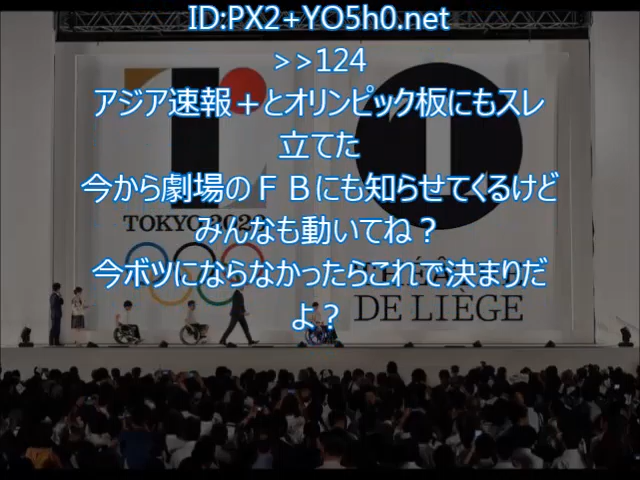 ID:PX2+YO5h0.net
>>124
アジア速報＋とオリンピック板にもスレ
立てた
今から劇場のＦＢにも知らせてくるけど
みんなも動いてね？
今ボツにならなかったらこれで決まりだ
よ？
TOKYO 2020
THÉÂTRE
DE LIÈGE